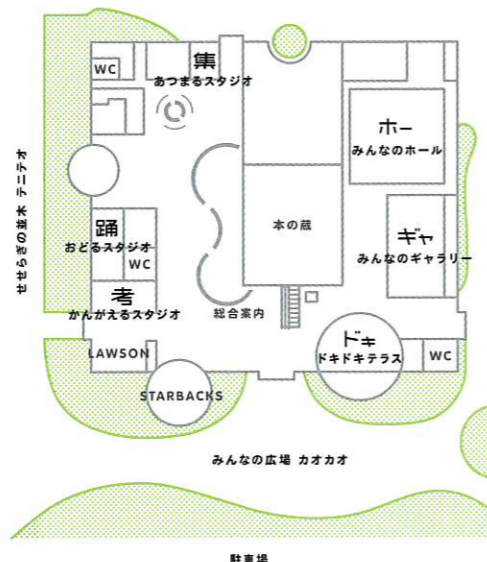 集
WC
あつまるスタジオ
ホー
みんなのホール
せせらぎの並木 テニテオ
踊
おどるスタジオ
WC
本の蔵
ギャ
みんなのギャラリー
考
かんがえるスタジオ
総合案内
LAWSON
ドキ
ドキドキテラス
WC
STARBACKS
みんなの広場 カオカオ
駐車場